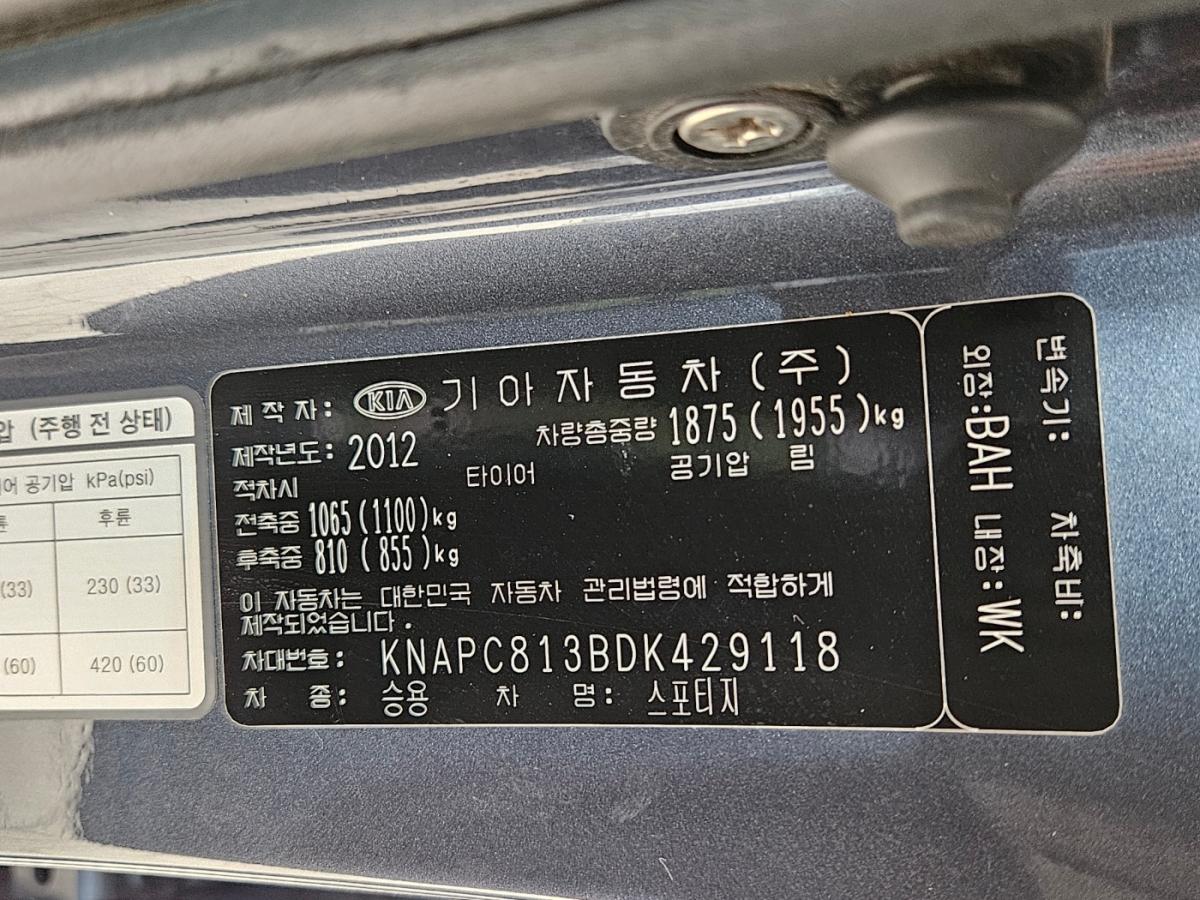 압 (주행 전 상태)
어 공기압 kPa(psi)
륜 후륜
(33) 230 (33)
(60) 420 (60)
제작자: KIA 기아자동차(주)
제작년도: 2012 차량총중량 1875(1955)kg
적차시 타이어 공기압 림
전축중 1065(1100)kg
후축중 810 (855)kg
이 자동차는 대한민국 자동차 관리법령에 적합하게
제작되었습니다.
차대번호: KNAPC813BDK429118
차 종: 승용 차 명: 스포티지
변속기: 차축비:
외장:BAH 내장:WK